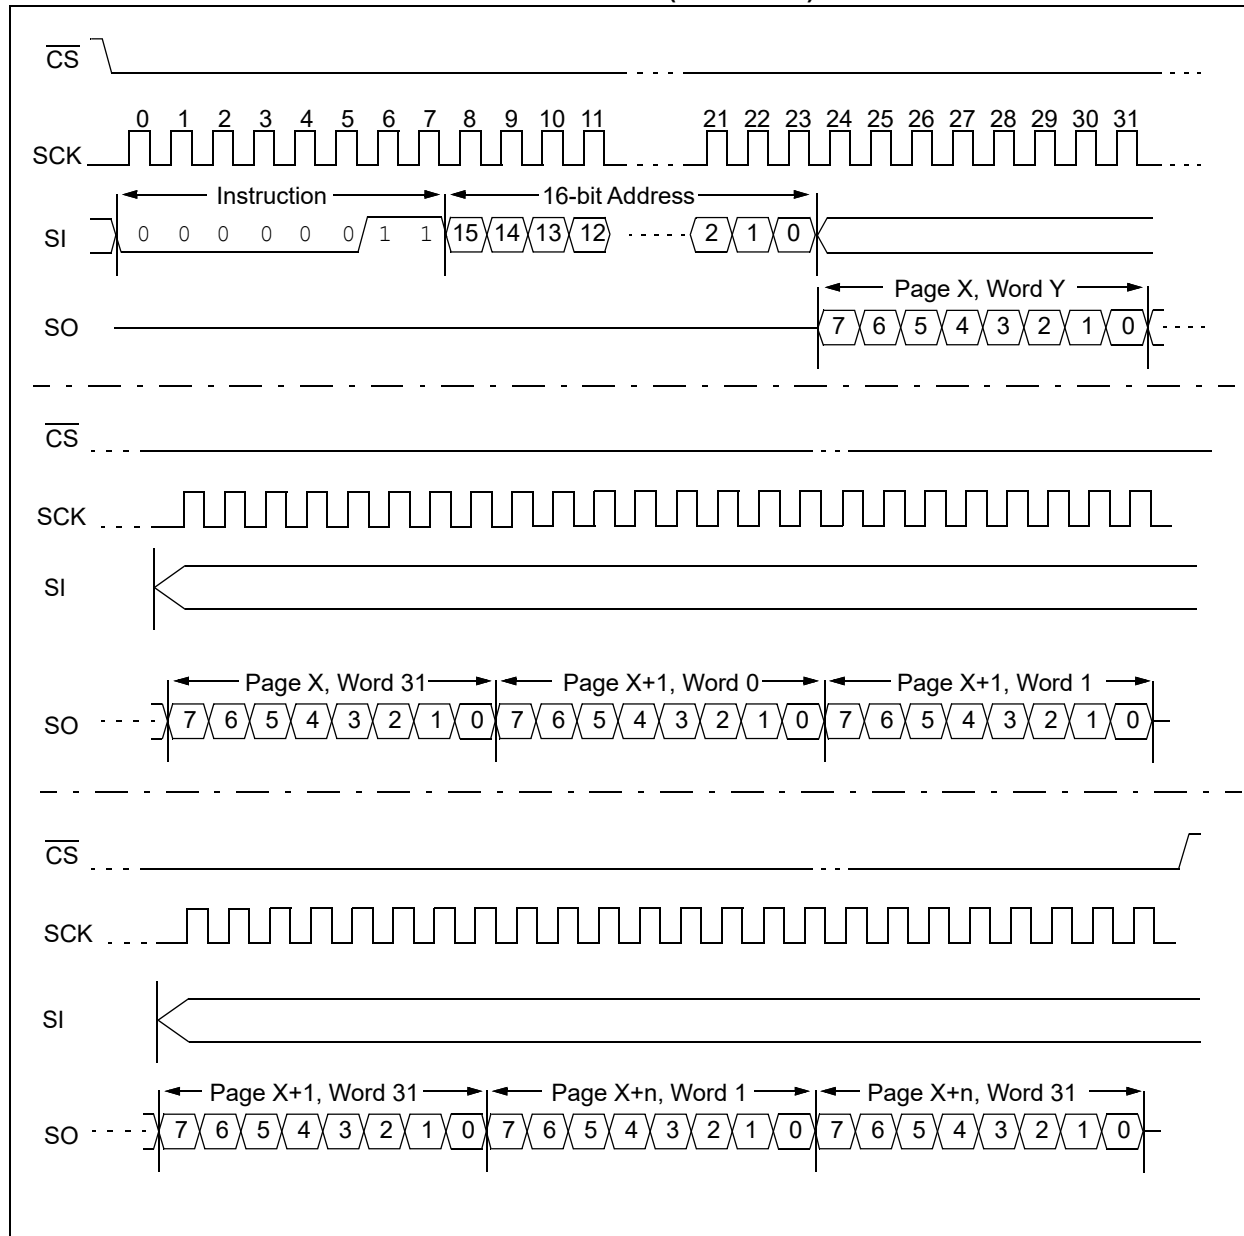 CS
0 1 2 3 4 5 6 7 8 9 10 11 21 22 23 24 25 26 27 28 29 30 31
SCK
Instruction 16-bit Address
SI 0 0 0 0 0 0 1 1 15 14 13 12 2 1 0
Page X, Word Y
SO 7 6 5 4 3 2 1 0
CS
SCK
SI
Page X, Word 31 Page X+1, Word 0 Page X+1, Word 1
SO 7 6 5 4 3 2 1 0 7 6 5 4 3 2 1 0 7 6 5 4 3 2 1 0
CS
SCK
SI
Page X+1, Word 31 Page X+n, Word 1 Page X+n, Word 31
SO 7 6 5 4 3 2 1 0 7 6 5 4 3 2 1 0 7 6 5 4 3 2 1 0